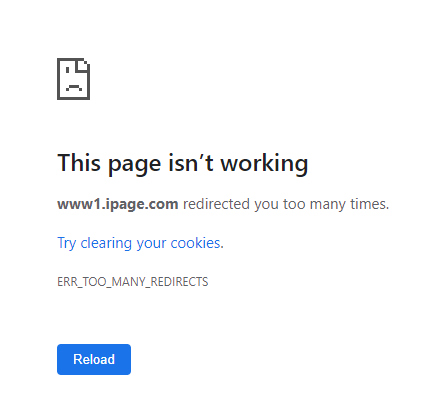 This page isn’t working
www1.ipage.com redirected you too many times.
Try clearing your cookies.
ERR_TOO_MANY_REDIRECTS
Reload